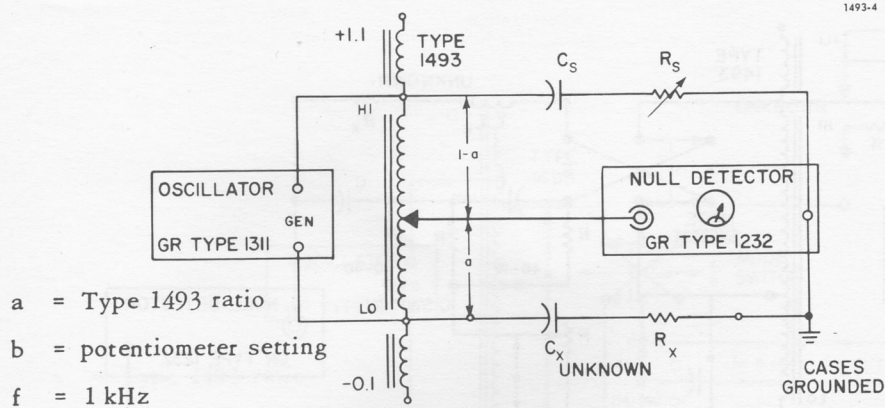 1493-4
+1.1
TYPE
1493
C_S
R_S
HI
1-a
OSCILLATOR
GEN
GR TYPE 1311
NULL DETECTOR
GR TYPE 1232
a
a = Type 1493 ratio
LO
b = potentiometer setting
C_X
R_X
UNKNOWN
-0.1
f = 1 kHz
CASES
GROUNDED